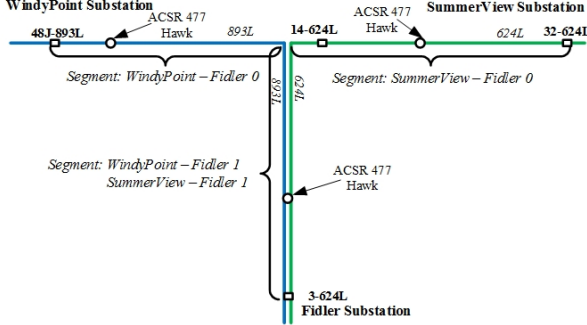 WindyPoint Substation
SummerView Substation
ACSR 477
Hawk
48J-893L
893L
14-624L
ACSR 477
Hawk
624L
32-624L
Segment: WindyPoint – Fidler 0
893L
624L
Segment: SummerView – Fidler 0
Segment: WindyPoint – Fidler 1
SummerView – Fidler 1
ACSR 477
Hawk
3-624L
Fidler Substation